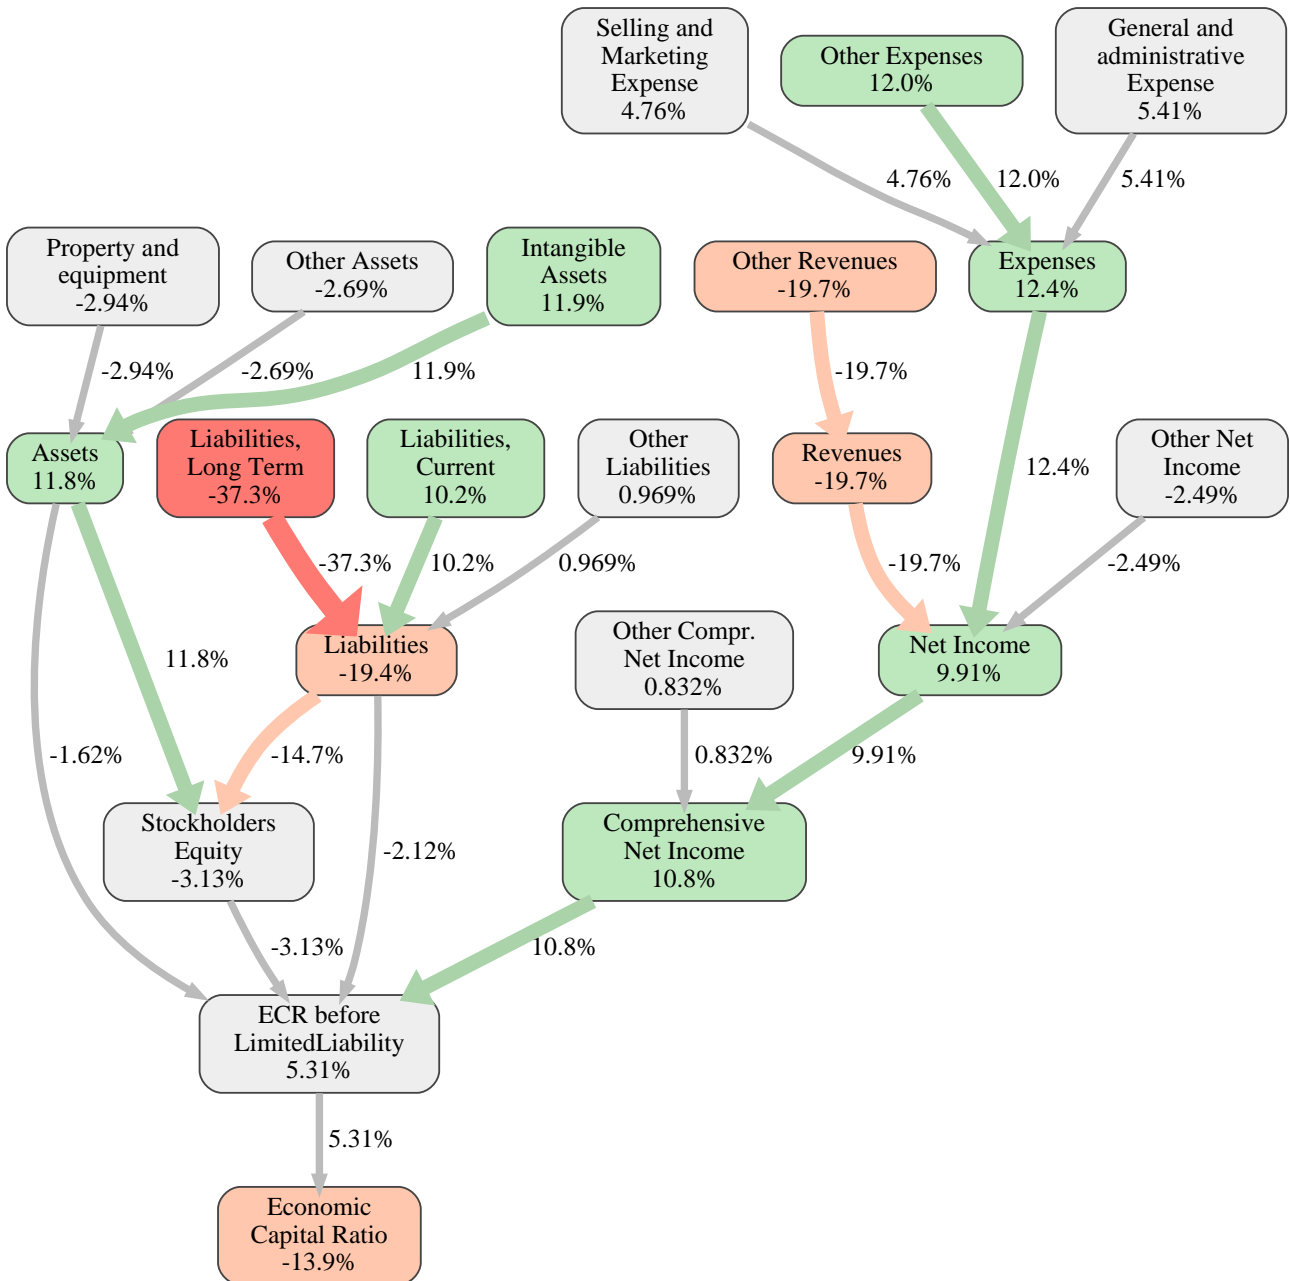 Selling and
Marketing
Expense
4.76%
Other Expenses
12.0%
General and
administrative
Expense
5.41%
4.76%
12.0%
5.41%
Property and
equipment
-2.94%
Other Assets
-2.69%
Intangible
Assets
11.9%
Other Revenues
-19.7%
Expenses
12.4%
-2.94%
-2.69%
11.9%
-19.7%
12.4%
Assets
11.8%
Liabilities,
Long Term
-37.3%
Liabilities,
Current
10.2%
Other
Liabilities
0.969%
Revenues
-19.7%
Other Net
Income
-2.49%
-37.3%
10.2%
0.969%
-19.7%
-2.49%
11.8%
Liabilities
-19.4%
Other Compr.
Net Income
0.832%
Net Income
9.91%
-1.62%
-14.7%
0.832%
9.91%
Stockholders
Equity
-3.13%
-2.12%
Comprehensive
Net Income
10.8%
-3.13%
10.8%
ECR before
LimitedLiability
5.31%
5.31%
Economic
Capital Ratio
-13.9%